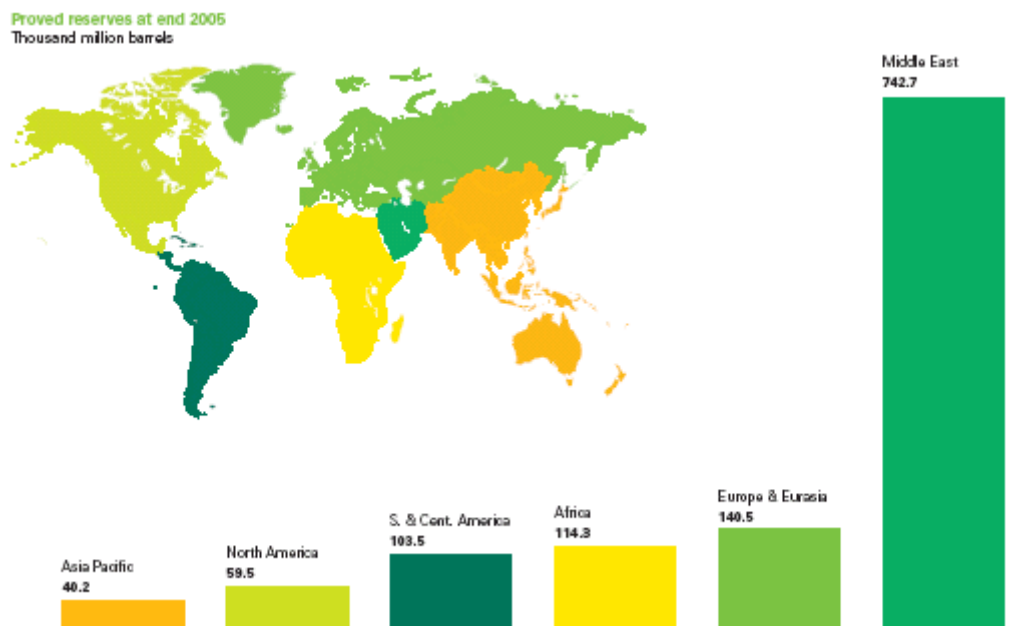 Proved reserves at end 2005
Thousand million barrels
Middle East
742.7
Europe & Eurasia
140.5
Africa
114.3
S. & Cent. America
103.5
North America
59.5
Asia Pacific
40.2